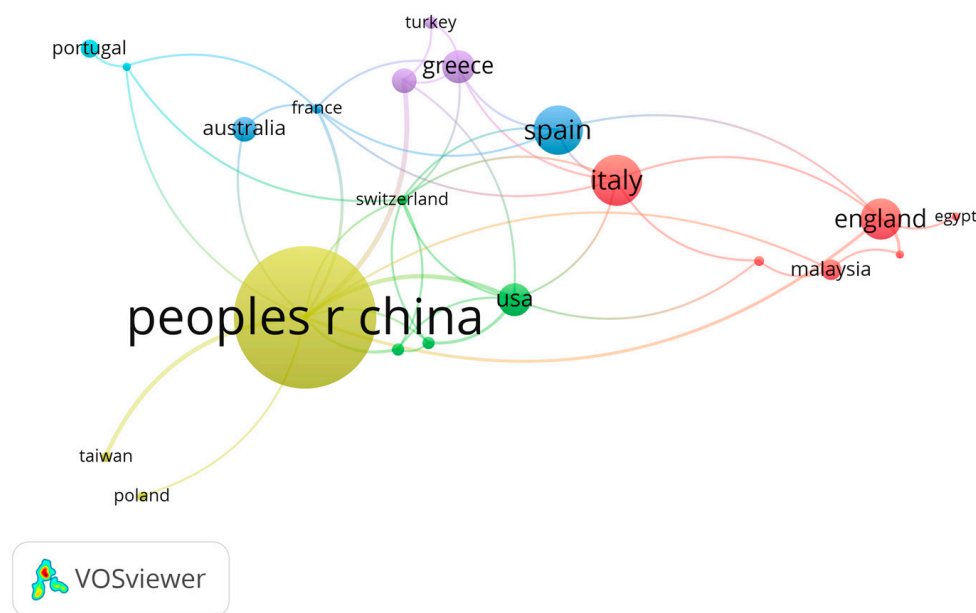 turkey
portugal
greece
france
australia
spain
italy
switzerland
england
egypt
malaysia
usa
peoples r china
taiwan
poland
VOSviewer